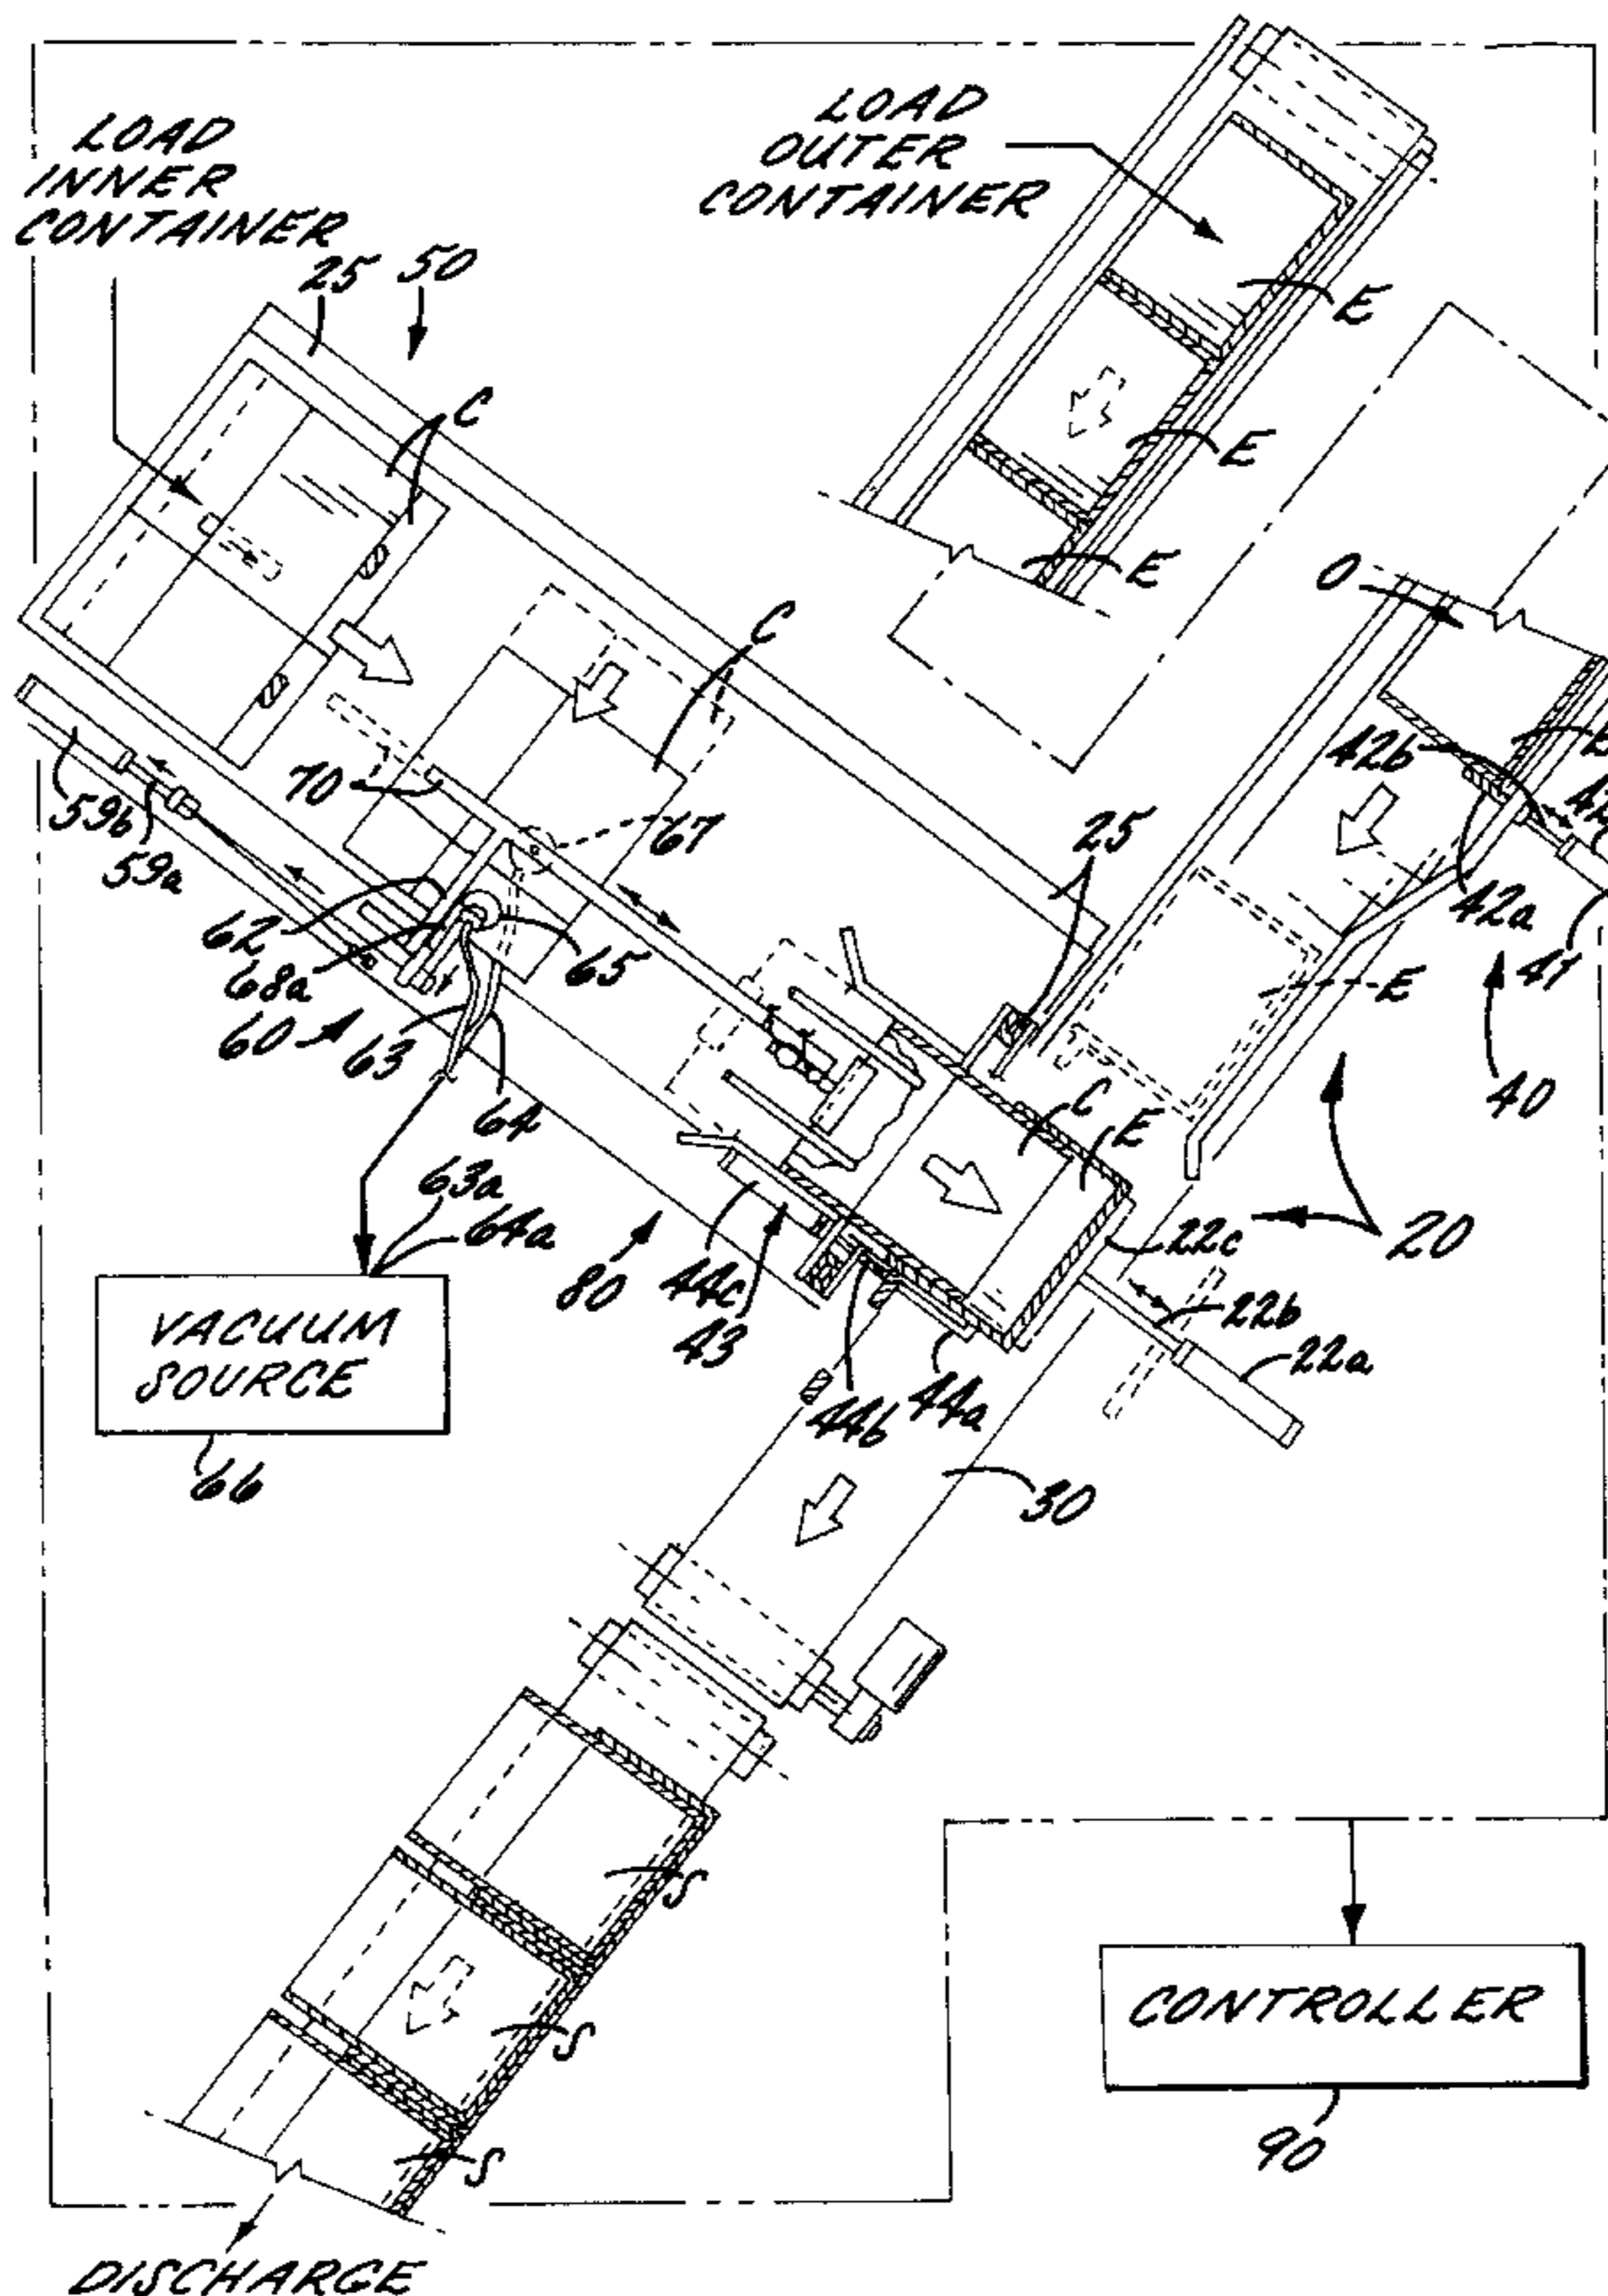 LOAD
INNER
CONTAINER
LOAD
OUTER
CONTAINER
25
50
E
C
E
E
O
C
B
42b
10
59b
59a
67
25
42a
41
62
68a
65
E
60
63
40
64
C
E
63a
64a
22c
20
80
44c
43
22b
22a
VACUUM
SOURCE
44b
44a
66
30
S
S
CONTROLLER
S
90
DISCHARGE